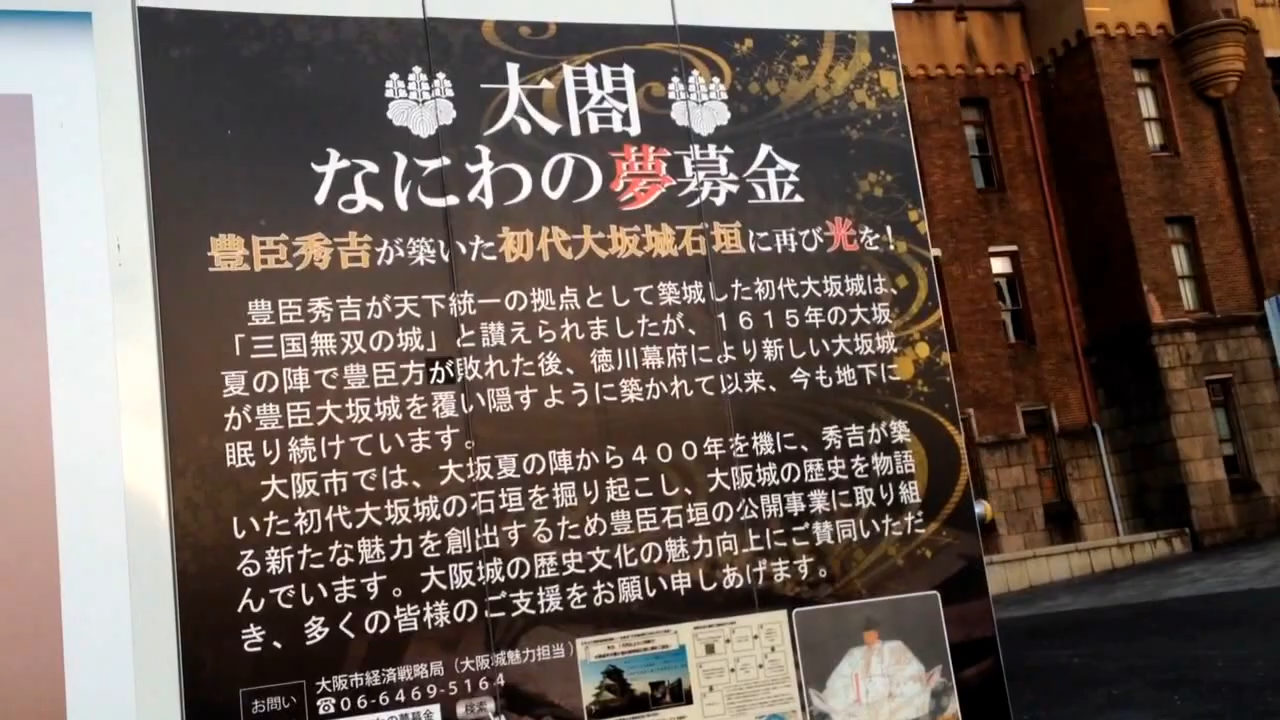 太閤
なにわの夢募金
豊臣秀吉が築いた初代大坂城石垣に再び光を!
豊臣秀吉が天下統一の拠点として築城した初代大坂城は、
「三国無双の城」と讃えられましたが、1615年の大坂
夏の陣で豊臣方が敗れた後、徳川幕府により新しい大坂城
が豊臣大坂城を覆い隠すように築かれて以来、今も地下に
眠り続けています。
大阪市では、大坂夏の陣から400年を機に、秀吉が築
いた初代大坂城の石垣を掘り起こし、大阪城の歴史を物語
る新たな魅力を創出するため豊臣石垣の公開事業に取り組
んでいます。大阪城の歴史文化の魅力向上にご賛同いただ
き、多くの皆様のご支援をお願い申しあげます。
お問い
大阪市経済戦略局(大阪城魅力担当)
☎06-6469-5164
わの夢募金 検索